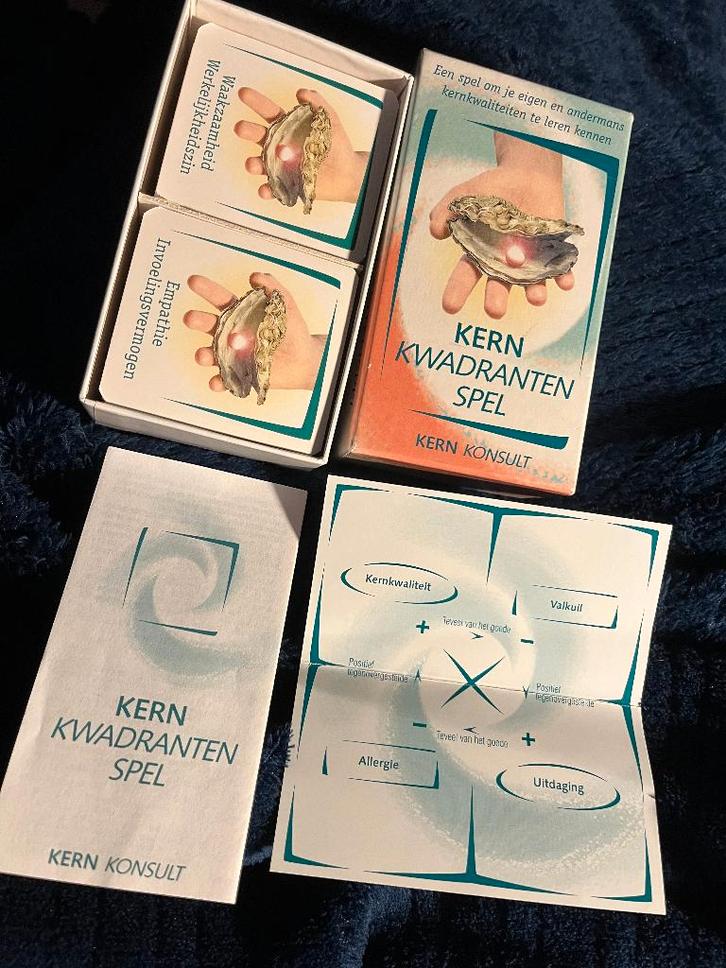 Waakzaamheid
Werkelijkheidszin
Empathie
Invoelingsvermogen
Een spel om je eigen en andermans
kernkwaliteiten te leren kennen
KERN
KWADRANTEN
SPEL
KERN KONSULT
KERN
KWADRANTEN
SPEL
KERN KONSULT
Kernkwaliteit
Valkuil
+
Teveel van het goede
-
Positief
tegenovergestelde
Positief
tegenovergestelde
-
Teveel van het goede
+
Allergie
Uitdaging